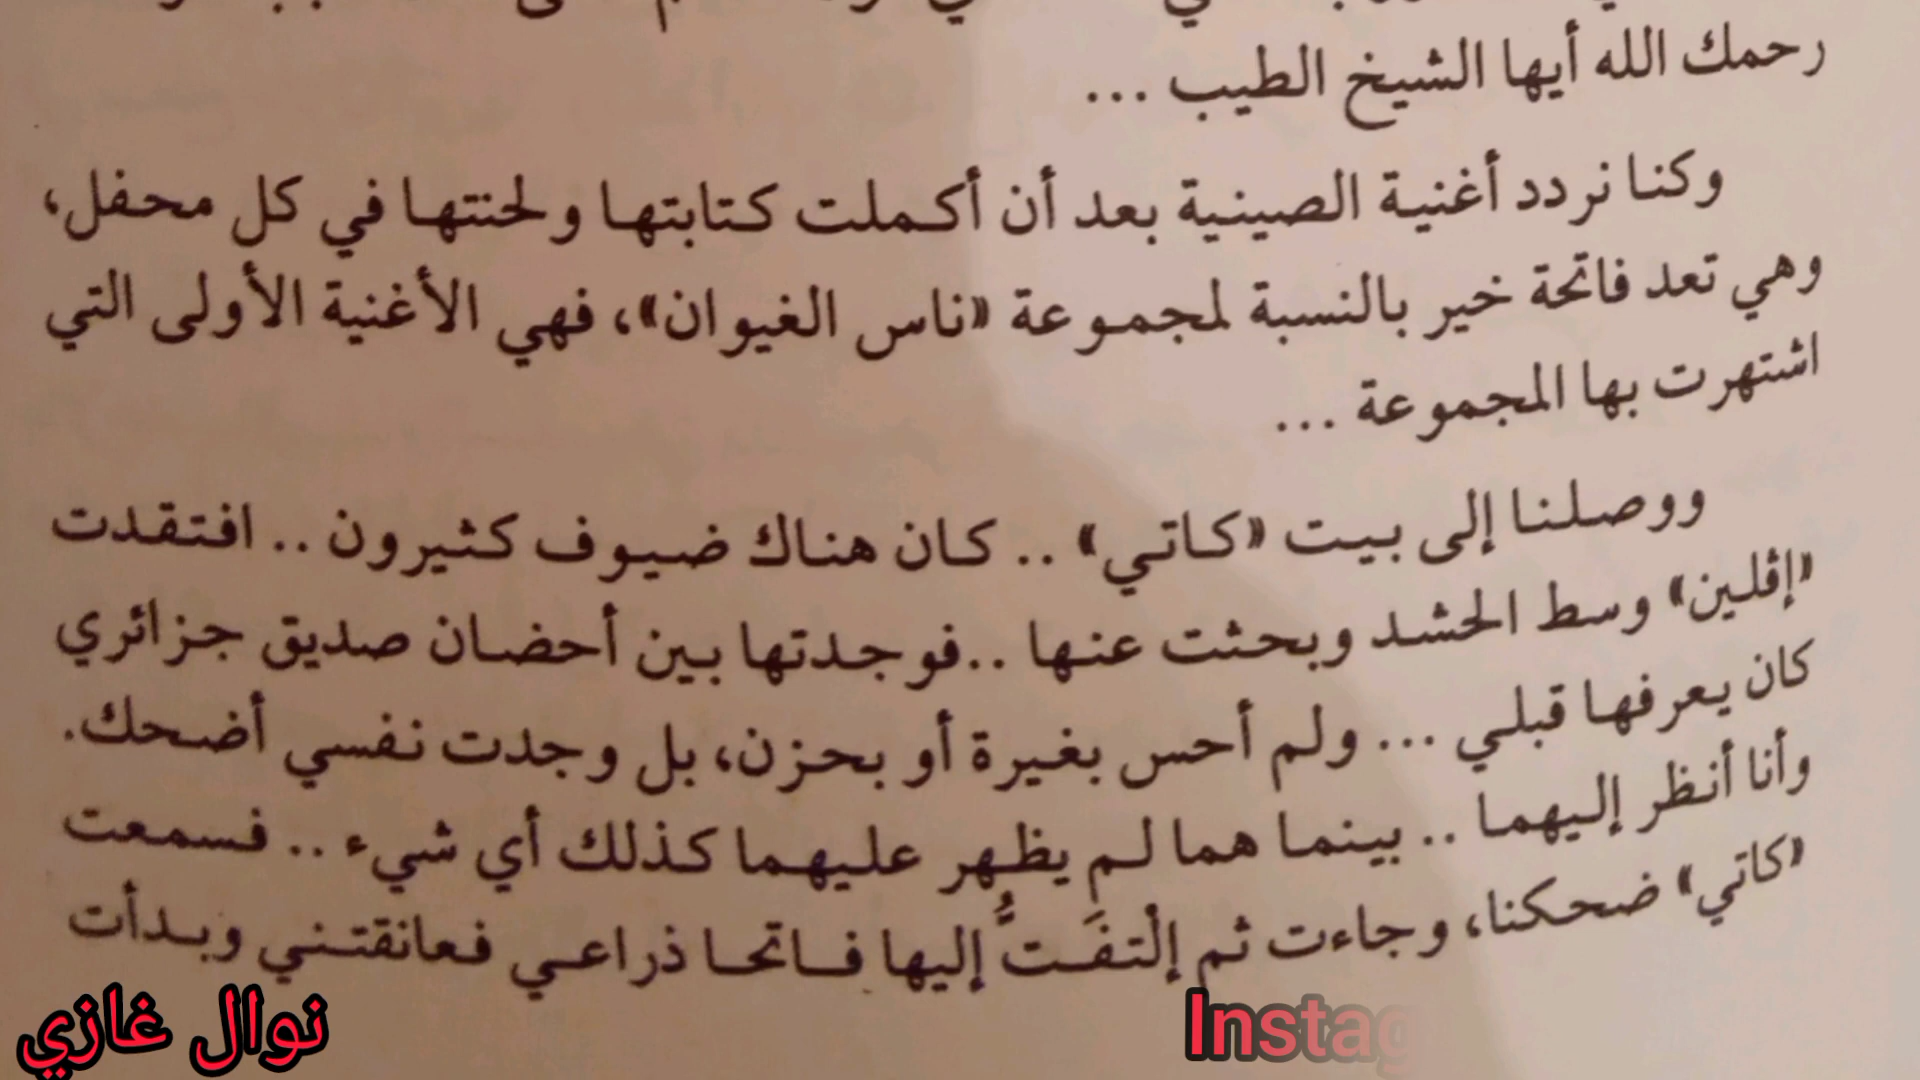 رحمك الله أيها الشيخ الطيب ...
وكنا نردد أغنية الصينية بعد أن أكملت كتابتها ولحنتها في كل محفل،
وهي تعد فاتحة خير بالنسبة لمجموعة «ناس الغيوان»، فهي الأغنية الأولى التي
اشتهرت بها المجموعة ...
ووصلنا إلى بيت «كاتي» .. كان هناك ضيوف كثيرون .. افتقدت
«إڤلين» وسط الحشد وبحثت عنها ..فوجدتها بين أحضان صديق جزائري
كان يعرفها قبلي ... ولم أحس بغيرة أو بحزن، بل وجدت نفسي أضحك.
وأنا أنظر إليهما .. بينما هما لم يظهر عليهما كذلك أي شيء .. فسمعت
«كاتي» ضحكنا، وجاءت ثم إلْتفَتُّ إليها فاتحا ذراعي فعانقتني وبدأت
نوال غازي
Instag